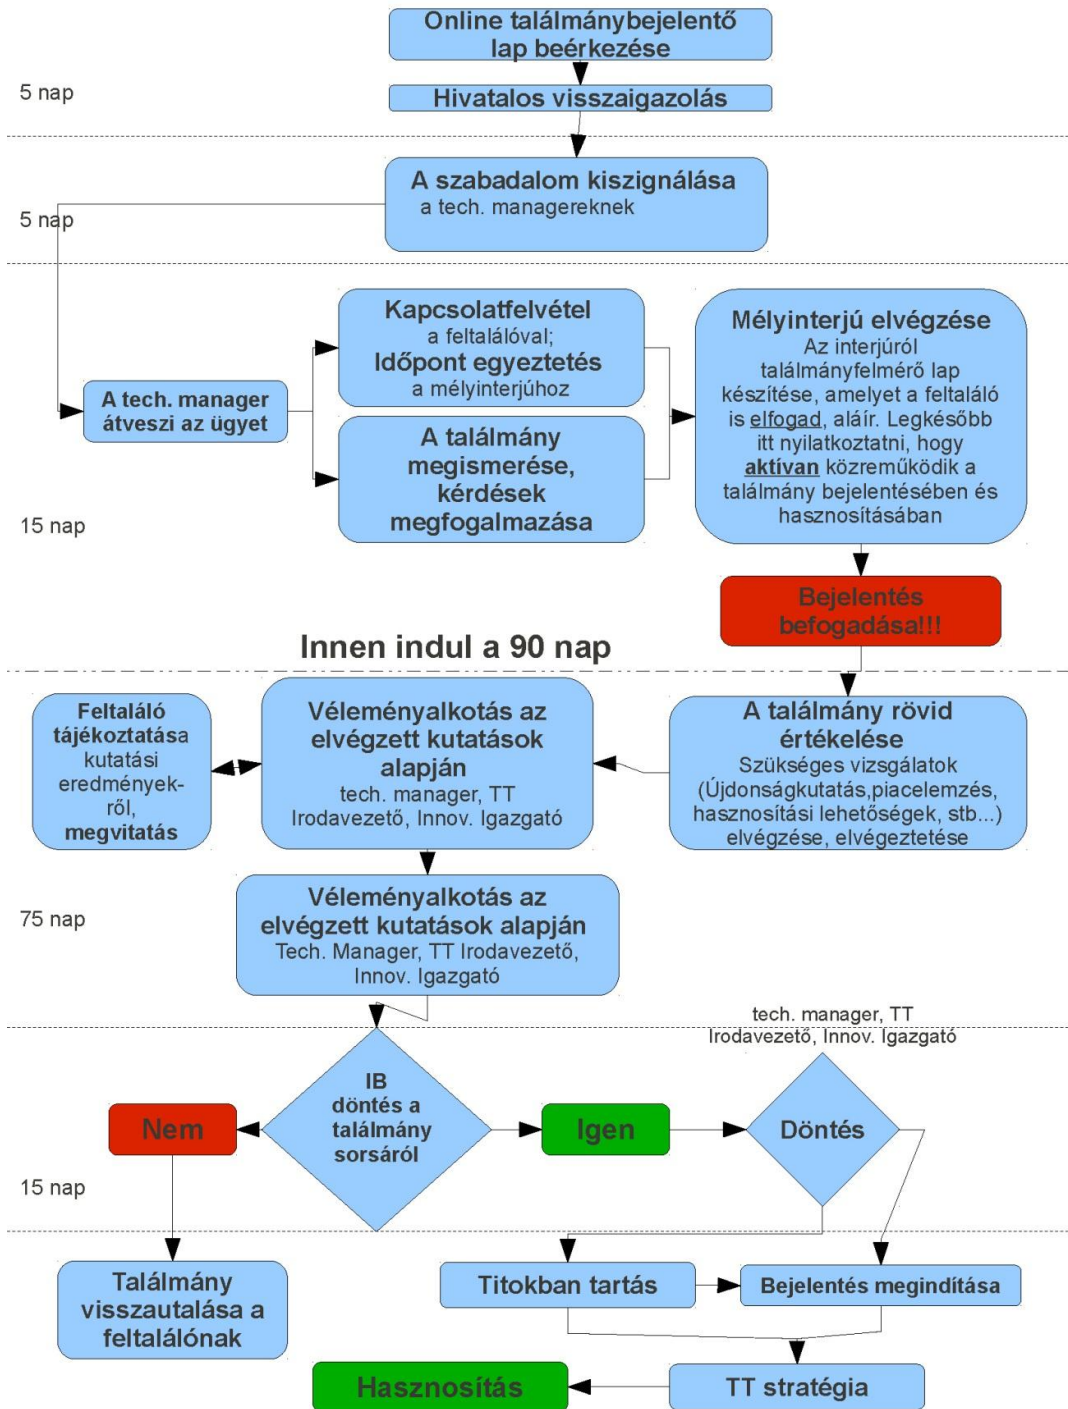 Online találmánybejelentő
lap beérkezése
5 nap
Hivatalos visszaigazolás
A szabadalom kiszignálása
a tech. managereknek
5 nap
Kapcsolatfelvétel
a feltalálóval;
Időpont egyeztetés
a mélyinterjúhoz
A tech. manager
átveszi az ügyet
A találmány
megismerése,
kérdések
megfogalmazása
Mélyinterjú elvégzése
Az interjúról
találmányfelmérő lap
készítése, amelyet a feltaláló
is elfogad, aláír. Legkésőbb
itt nyilatkoztatni, hogy
aktívan közreműködik a
találmány bejelentésében és
hasznosításában
15 nap
Bejelentés
befogadása!!!
Innen indul a 90 nap
Feltaláló
tájékoztatása
kutatási
eredmények-
ről,
megvitatás
Véleményalkotás az
elvégzett kutatások
alapján
tech. manager, TT
Irodavezető, Innov. Igazgató
A találmány rövid
értékelése
Szükséges vizsgálatok
(Újdonságkutatás,piacelemzés,
hasznosítási lehetőségek, stb...)
elvégzése, elvégeztetése
75 nap
Véleményalkotás az
elvégzett kutatások alapján
Tech. Manager, TT Irodavezető,
Innov. Igazgató
tech. manager, TT
Irodavezető, Innov. Igazgató
IB
döntés a
találmány
sorsáról
Nem
Igen
Döntés
15 nap
Találmány
visszautalása a
feltalálónak
Titokban tartás
Bejelentés megindítása
Hasznosítás
TT stratégia